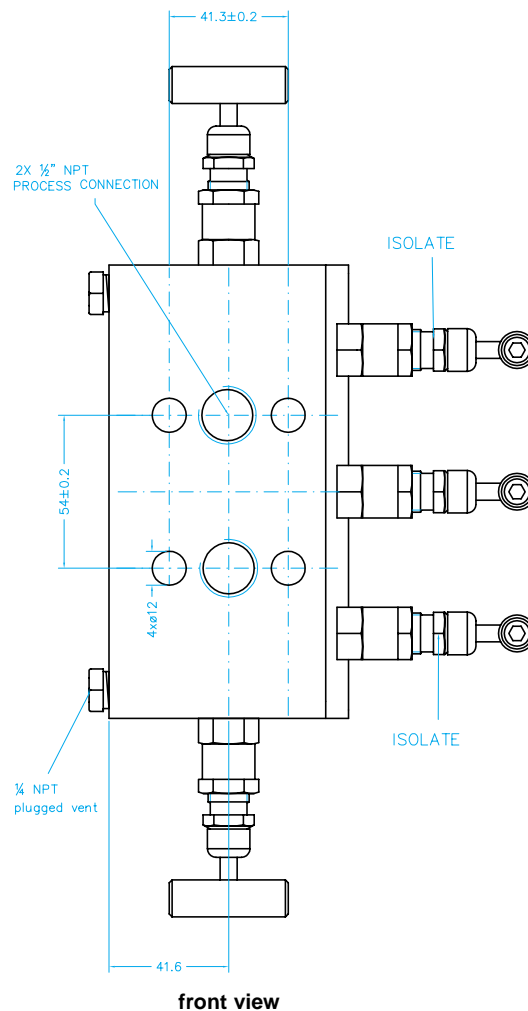 41.3±0.2
2X ½” NPT
PROCESS CONNECTION
ISOLATE
54±0.2
4xø12
ISOLATE
¼ NPT
plugged vent
41.6
front view